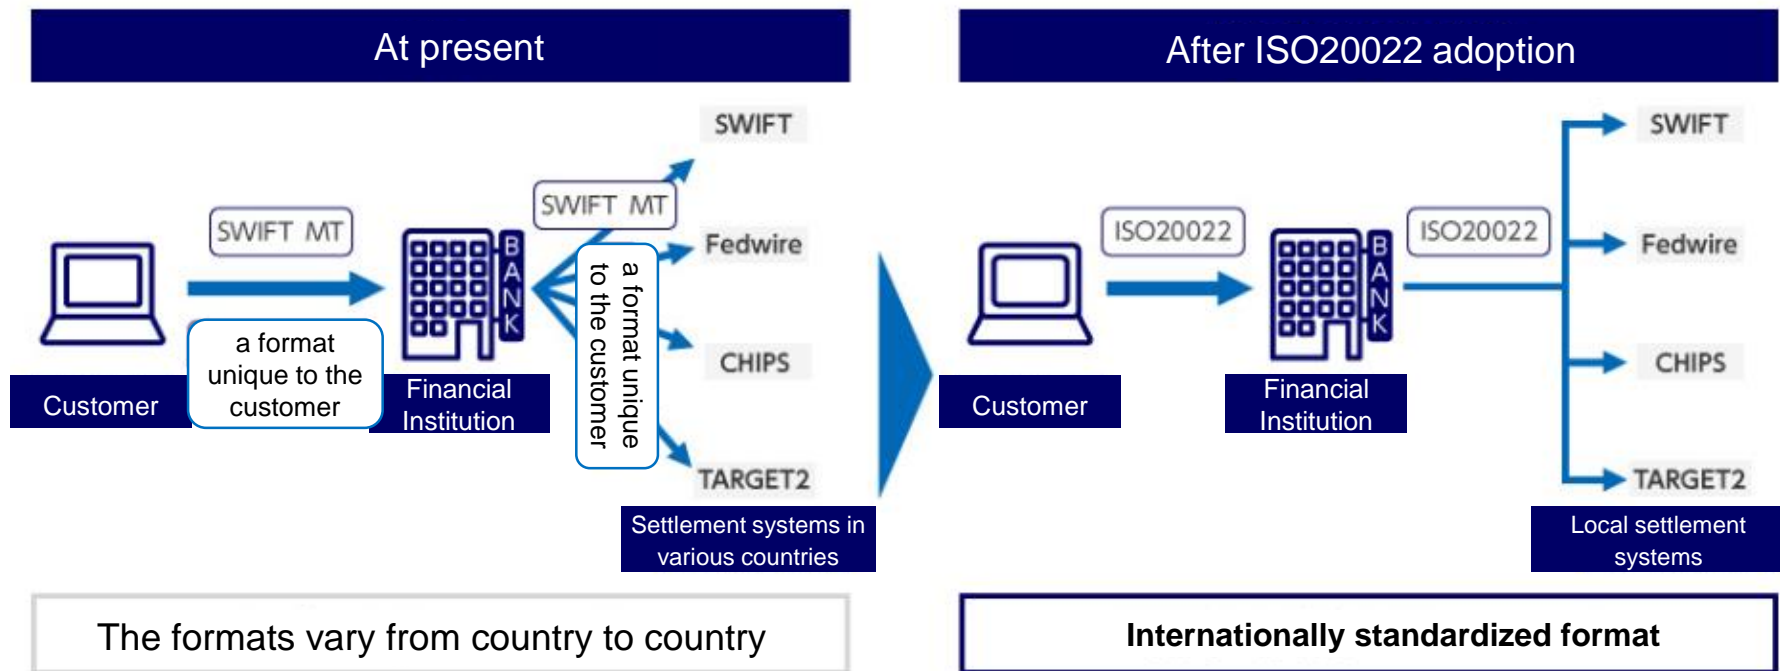 At present
SWIFT
SWIFT MT
SWIFT MT
Fedwire
BANK
a format unique
to the customer
a format
unique to the
customer
CHIPS
Customer
Financial
Institution
TARGET2
Settlement systems in
various countries
The formats vary from country to country
After ISO20022 adoption
SWIFT
ISO20022
ISO20022
Fedwire
BANK
CHIPS
Customer
Financial
Institution
TARGET2
Local settlement
systems
Internationally standardized format